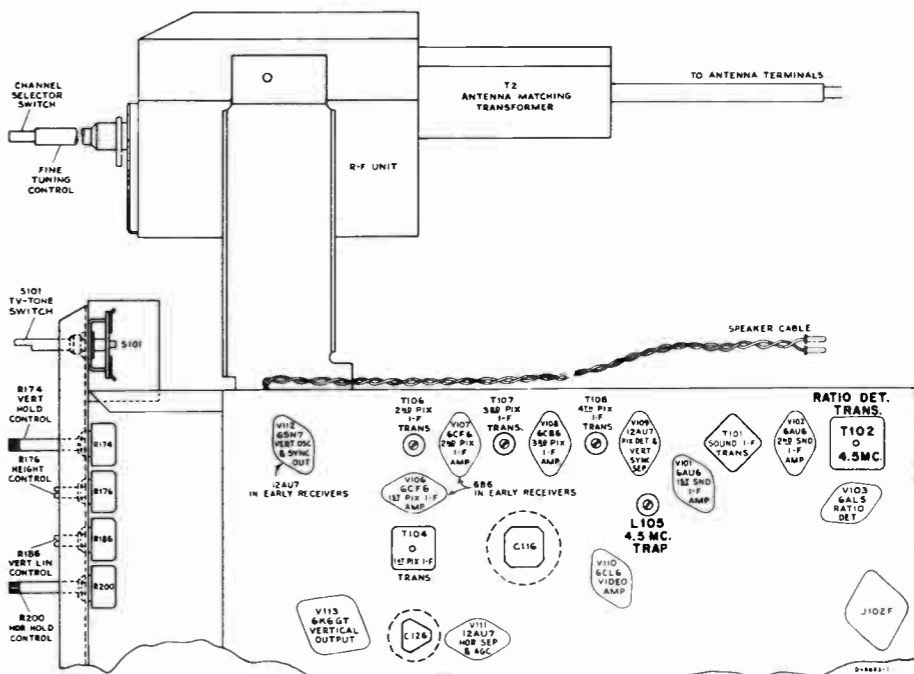 CHANNEL
SELECTOR
SWITCH
FINE
TUNING
CONTROL
T2
ANTENNA MATCHING
TRANSFORMER
TO ANTENNA TERMINALS
R-F UNIT
S101
TV-TONE
SWITCH
S101
SPEAKER CABLE
R174
VERT
HOLD
CONTROL
R174
R176
HEIGHT
CONTROL
R176
R186
VERT LIN
CONTROL
R186
R200
HOR HOLD
CONTROL
R200
V112
6SN7
VERT OSC
& SYNC
OUT
12AU7
IN EARLY RECEIVERS
T106
2ND PIX
I-F
TRANS
V107
6CF6
2ND PIX
I-F
AMP
T107
3RD PIX
I-F
TRANS.
V108
6CB6
3RD PIX
I-F
AMP
T108
4TH PIX
I-F
TRANS
V109
12AU7
PIX DET &
VERT
SYNC
SEP
V101
6AU6
1ST SND
I-F
AMP
T101
SOUND I-F
TRANS
V102
6AU6
2ND SND
I-F
AMP
RATIO DET.
TRANS.
T102
4.5MC.
V106
6CF6
1ST PIX I-F
AMP
6B6
IN EARLY RECEIVERS
V103
6AL5
RATIO
DET
L105
4.5 MC.
TRAP
T104
1ST PIX I-F
TRANS
C116
V110
6CL6
VIDEO
AMP
V113
6K6GT
VERTICAL
OUTPUT
C126
V111
12AU7
HOR SEP
& AGC
J102F